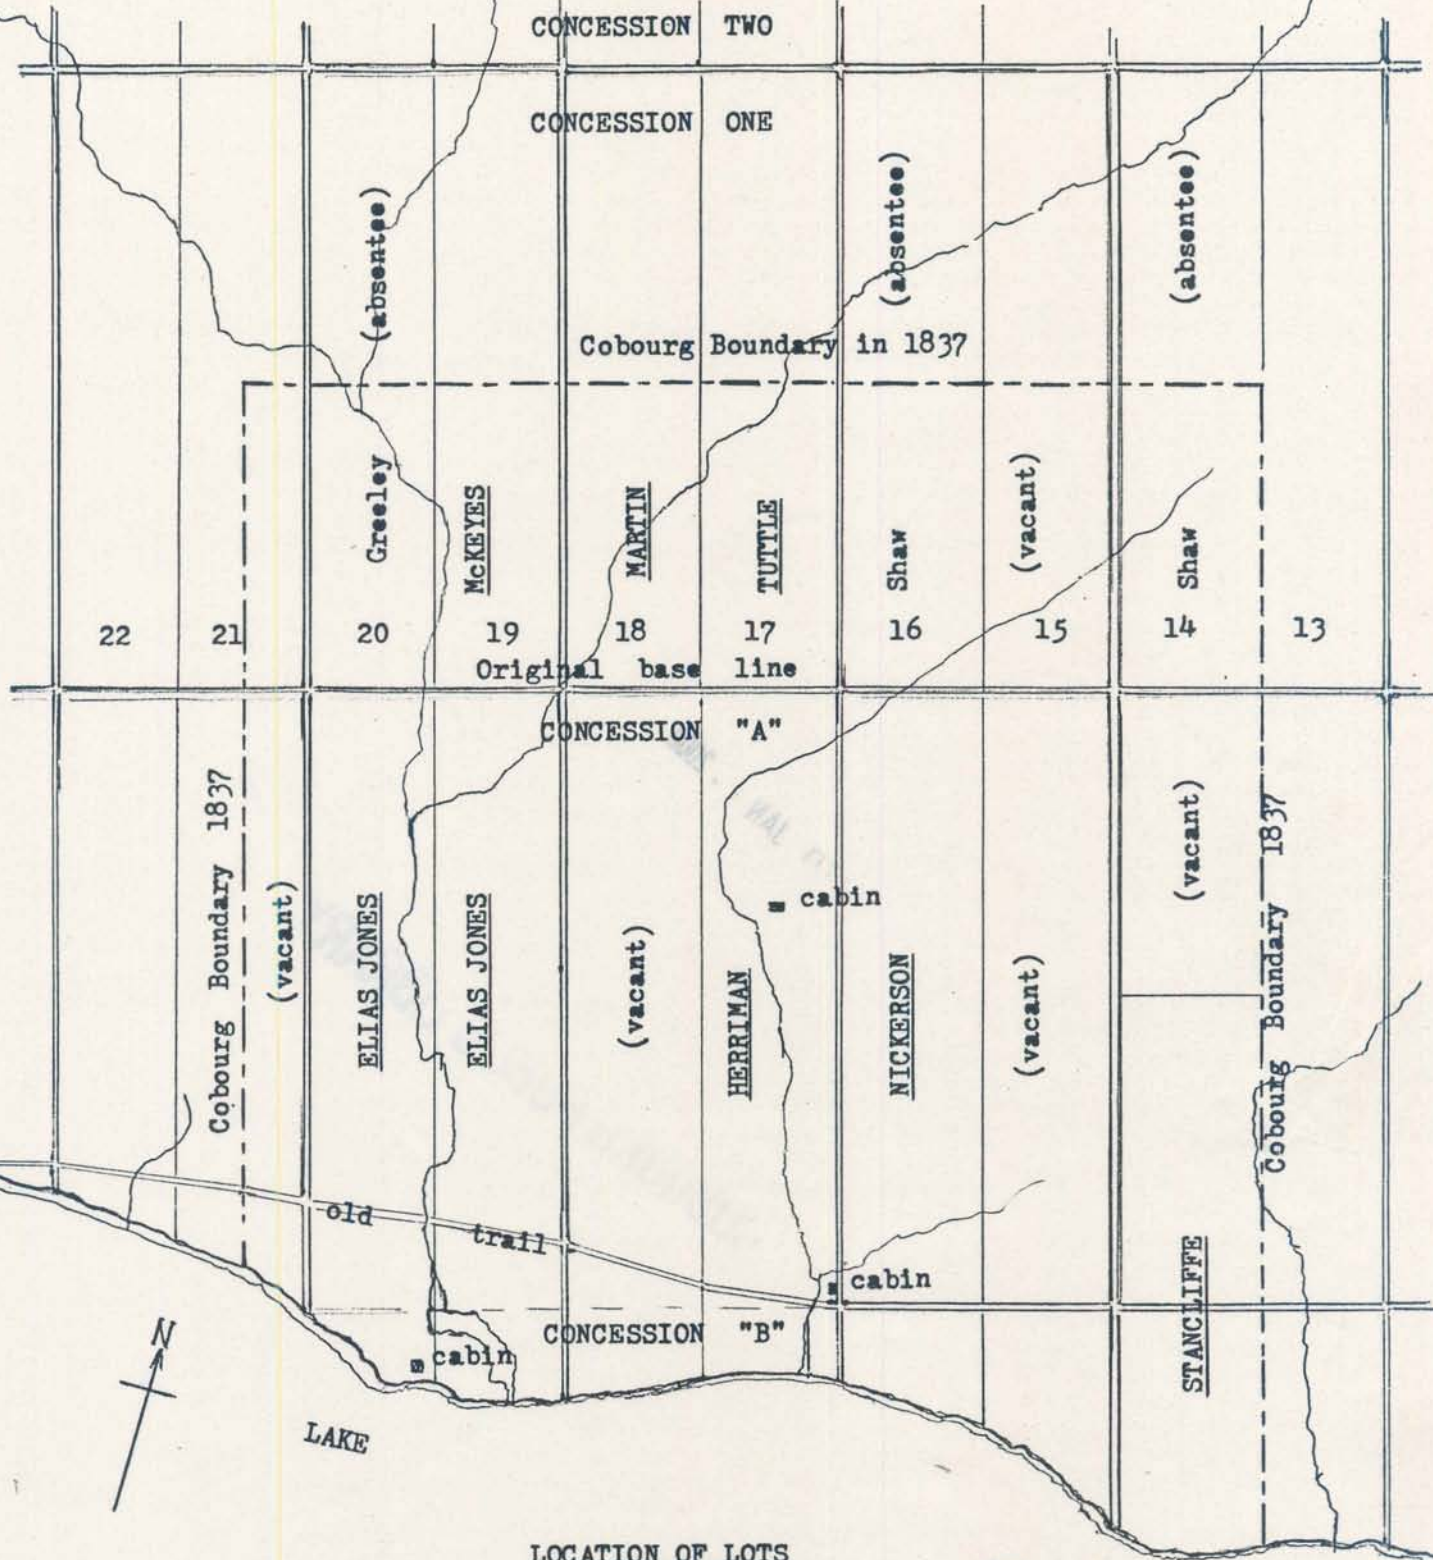 CONCESSION TWO
CONCESSION ONE
(absentee)
(absentee)
(absentee)
Cobourg Boundary in 1837
Greeley
McKEYES
MARTIN
TUTTLE
Shaw
(vacant)
Shaw
22 21 20 19 18 17 16 15 14 13
Original base line
CONCESSION "A"
Cobourg Boundary 1837
(vacant)
ELIAS JONES
ELIAS JONES
(vacant)
HERRIMAN
cabin
NICKERSON
(vacant)
(vacant)
Cobourg Boundary 1837
old trail
cabin
STANCLIFFE
CONCESSION "B"
cabin
N
LAKE
LOCATION OF LOTS